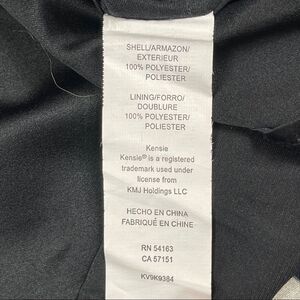 SHELL/ARMAZON/
EXTERIEUR
100% POLYESTER/
POLIESTER
LINING/FORRO/
DOUBLURE
100% POLYESTER/
POLIESTER
Kensie
Kensie® is a registered
trademark used under
license from
KMJ Holdings LLC
HECHO EN CHINA
FABRIQUÉ EN CHINE
RN 54163
CA 57151
KV9K9384